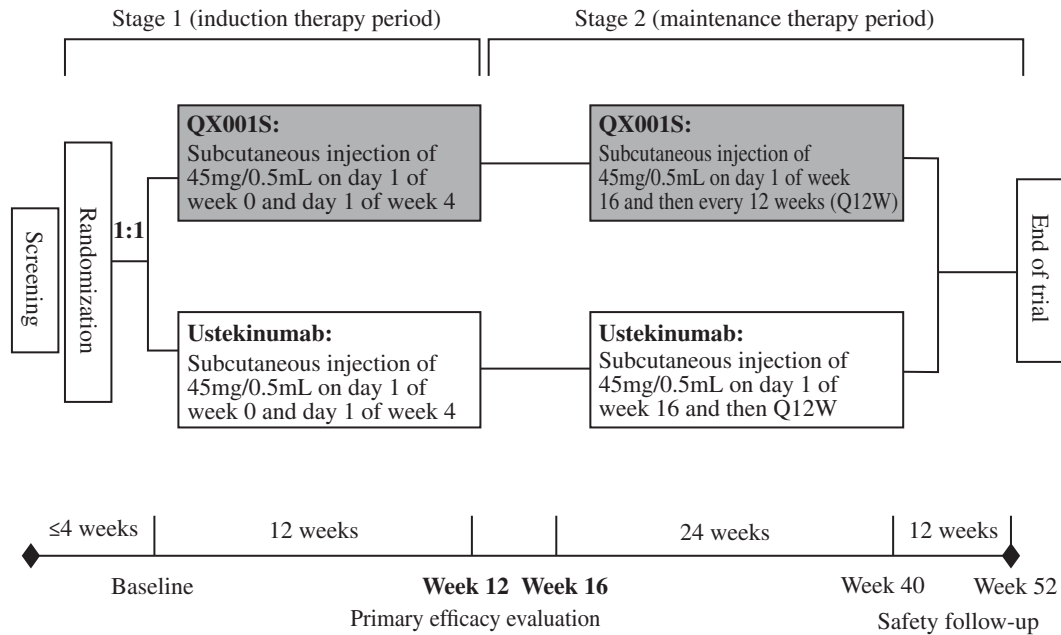 Stage 1 (induction therapy period)
Stage 2 (maintenance therapy period)
Screening
Randomization
1:1
QX001S:
Subcutaneous injection of
45mg/0.5mL on day 1 of
week 0 and day 1 of week 4
QX001S:
Subcutaneous injection of
45mg/0.5mL on day 1 of week
16 and then every 12 weeks (Q12W)
Ustekinumab:
Subcutaneous injection of
45mg/0.5mL on day 1 of
week 0 and day 1 of week 4
Ustekinumab:
Subcutaneous injection of
45mg/0.5mL on day 1 of
week 16 and then Q12W
End of trial
≤4 weeks
12 weeks
24 weeks
12 weeks
Baseline
Week 12
Week 16
Week 40
Week 52
Primary efficacy evaluation
Safety follow-up